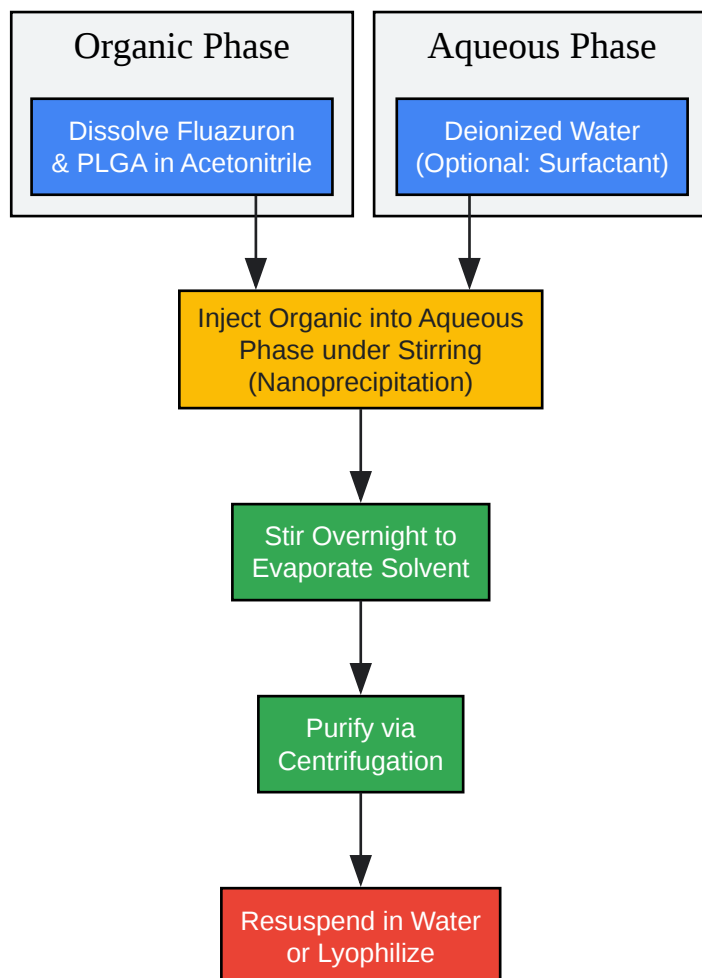 Organic Phase
Aqueous Phase
Dissolve Fluazuron
& PLGA in Acetonitrile
Deionized Water
(Optional: Surfactant)
Inject Organic into Aqueous
Phase under Stirring
(Nanoprecipitation)
Stir Overnight to
Evaporate Solvent
Purify via
Centrifugation
Resuspend in Water
or Lyophilize